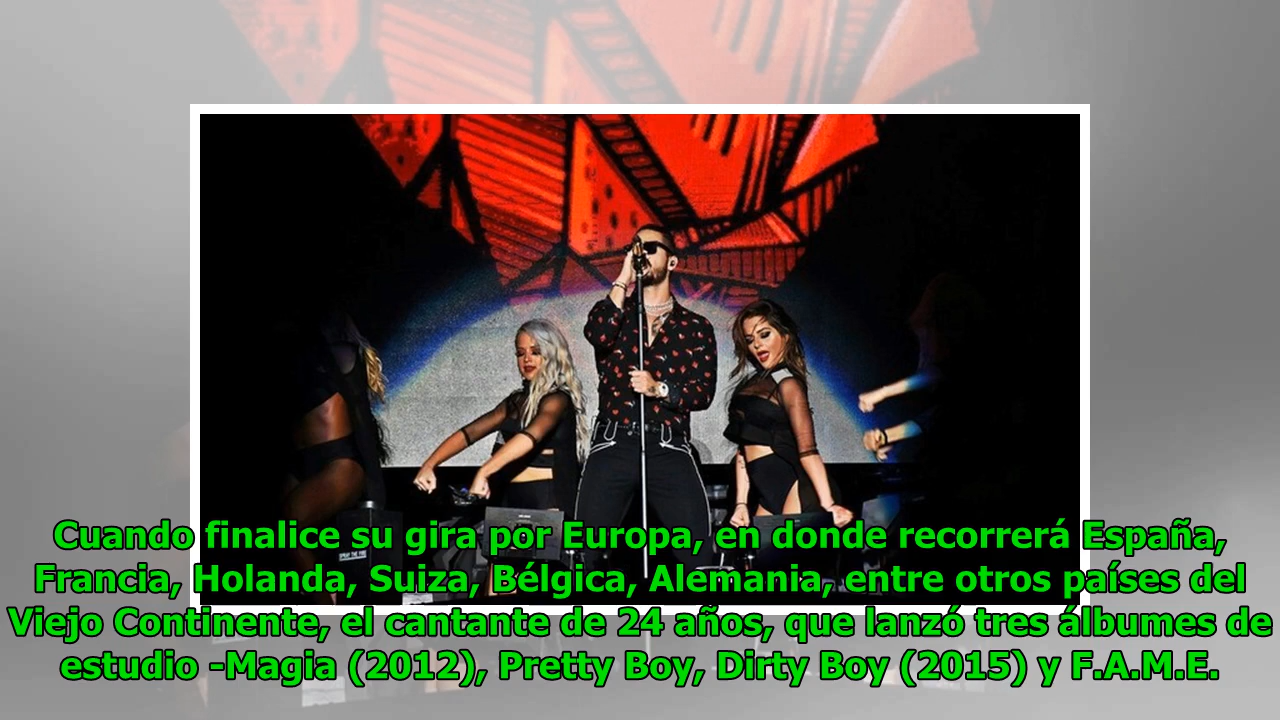 Cuando finalice su gira por Europa, en donde recorrerá España,
Francia, Holanda, Suiza, Bélgica, Alemania, entre otros países del
Viejo Continente, el cantante de 24 años, que lanzó tres álbumes de
estudio -Magia (2012), Pretty Boy, Dirty Boy (2015) y F.A.M.E.